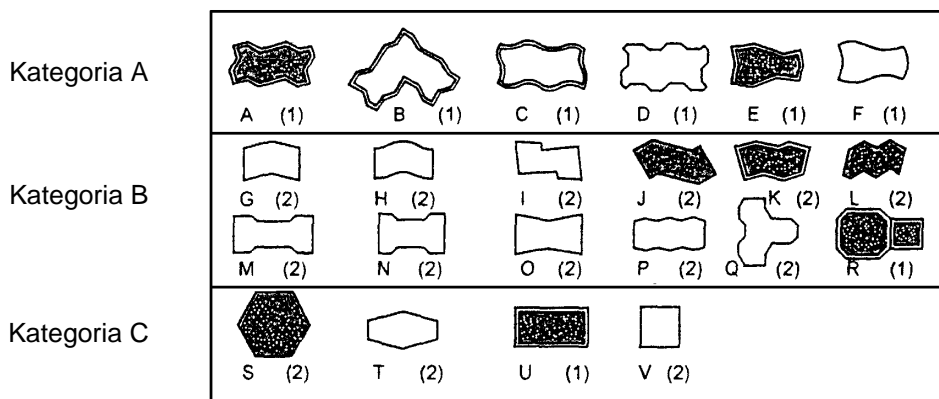 Kategoria A
A (1) B (1) C (1) D (1) E (1) F (1)
Kategoria B
G (2) H (2) I (2) J (2) K (2) L (2)
M (2) N (2) O (2) P (2) Q (2) R (1)
Kategoria C
S (2) T (2) U (1) V (2)